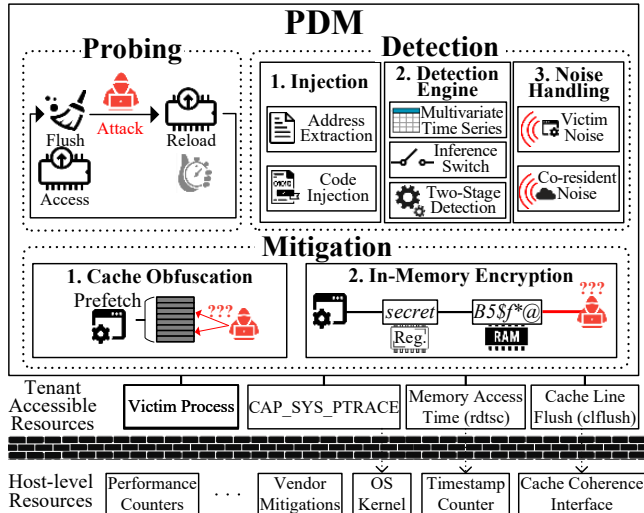 PDM
Probing
Attack
Flush
Reload
Access
Detection
1. Injection
Address
Extraction
Code
Injection
2. Detection
Engine
Multivariate
Time Series
Inference
Switch
Two-Stage
Detection
3. Noise
Handling
Victim
Noise
Co-resident
Noise
Mitigation
1. Cache Obfuscation
Prefetch
???
2. In-Memory Encryption
???
secret
B5$f*@
Reg.
RAM
Tenant
Accessible
Resources
Victim Process
CAP_SYS_PTRACE
Memory Access
Time (rdtsc)
Cache Line
Flush (clflush)
Host-level
Resources
Performance
Counters
. . .
Vendor
Mitigations
OS
Kernel
Timestamp
Counter
Cache Coherence
Interface